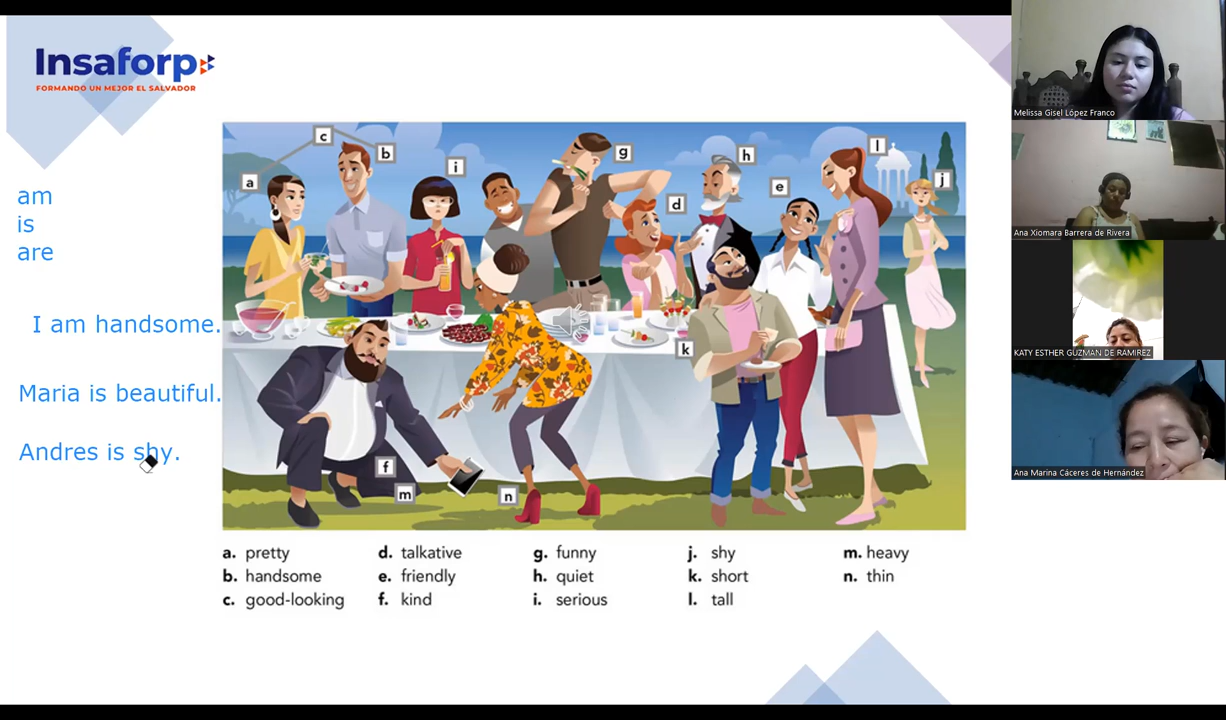 Insaforp
FORMANDO UN MEJOR EL SALVADOR
am
is
are
I am handsome.
Maria is beautiful.
Andres is shy.
c
b
a
i
g
h
l
d
e
j
k
f
m
n
a. pretty
b. handsome
c. good-looking
d. talkative
e. friendly
f. kind
g. funny
h. quiet
i. serious
j. shy
k. short
l. tall
m. heavy
n. thin
Melissa Gisel López Franco
Ana Xiomara Barrera de Rivera
KATY ESTHER GUZMAN DE RAMIREZ
Ana Marina Cáceres de Hernández